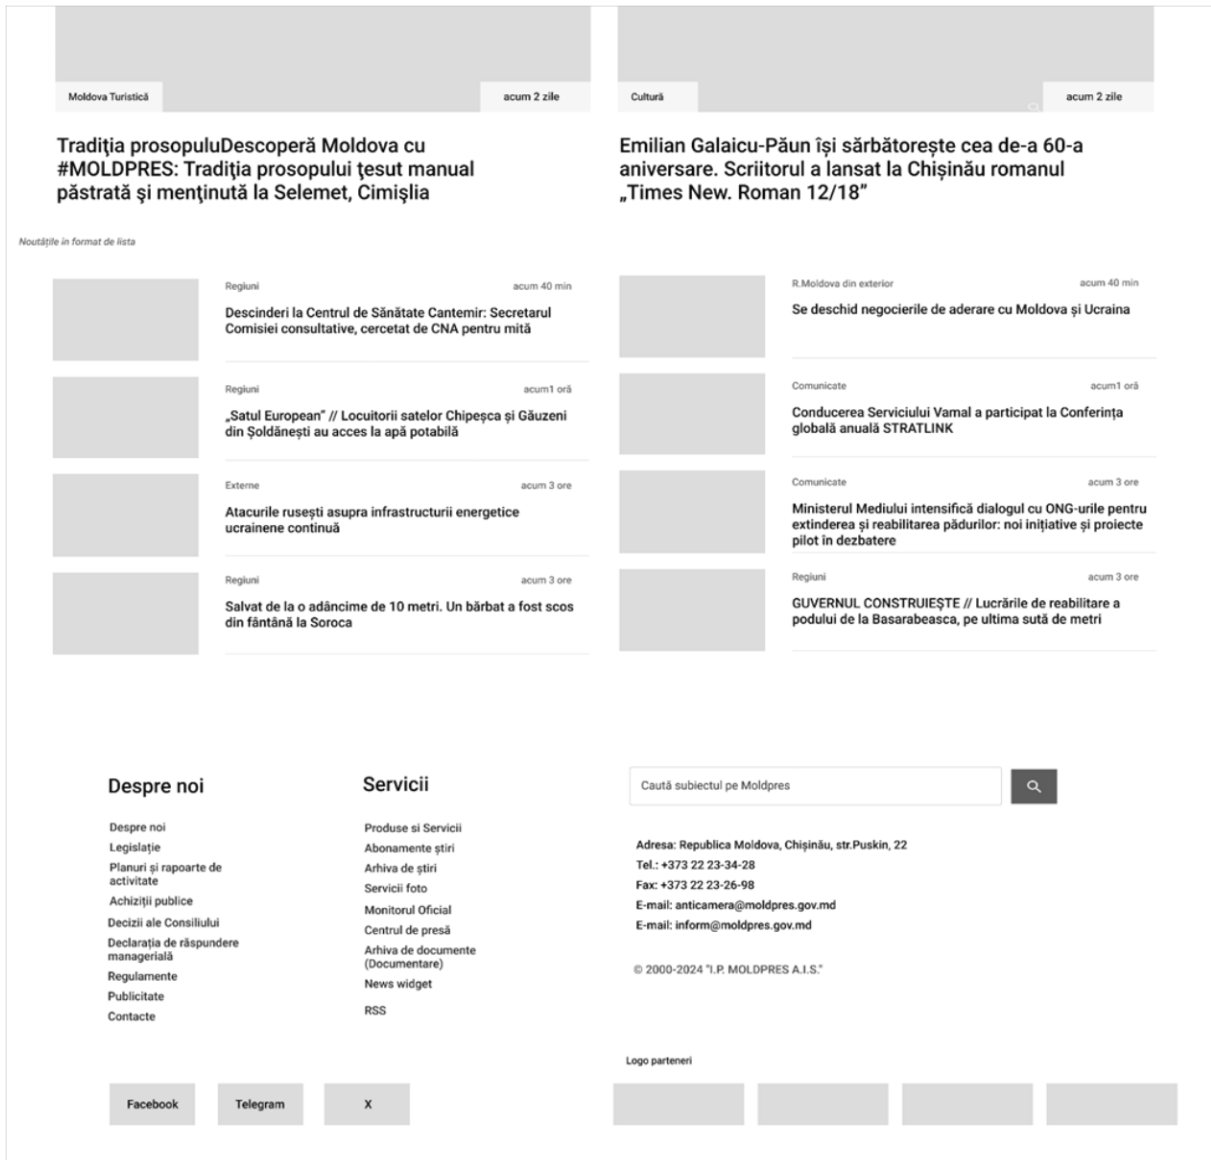 Moldova Turistică
acum 2 zile
Tradiţia prosopuluDescoperă Moldova cu
#MOLDPRES: Tradiţia prosopului ţesut manual
păstrată şi menţinută la Selemet, Cimişlia
Cultură
acum 2 zile
Emilian Galaicu-Păun își sărbătorește cea de-a 60-a
aniversare. Scriitorul a lansat la Chișinău romanul
„Times New. Roman 12/18”
Noutățile in format de lista
Regiuni
acum 40 min
Descinderi la Centrul de Sănătate Cantemir: Secretarul
Comisiei consultative, cercetat de CNA pentru mită
Regiuni
acum1 oră
„Satul European” // Locuitorii satelor Chipeșca și Găuzeni
din Șoldănești au acces la apă potabilă
Externe
acum 3 ore
Atacurile rusești asupra infrastructurii energetice
ucrainene continuă
Regiuni
acum 3 ore
Salvat de la o adâncime de 10 metri. Un bărbat a fost scos
din fântână la Soroca
R.Moldova din exterior
acum 40 min
Se deschid negocierile de aderare cu Moldova și Ucraina
Comunicate
acum1 oră
Conducerea Serviciului Vamal a participat la Conferința
globală anuală STRATLINK
Comunicate
acum 3 ore
Ministerul Mediului intensifică dialogul cu ONG-urile pentru
extinderea și reabilitarea pădurilor: noi inițiative și proiecte
pilot în dezbatere
Regiuni
acum 3 ore
GUVERNUL CONSTRUIEȘTE // Lucrările de reabilitare a
podului de la Basarabeasca, pe ultima sută de metri
Despre noi
Despre noi
Legislație
Planuri și rapoarte de
activitate
Achiziții publice
Decizii ale Consiliului
Declarația de răspundere
managerială
Regulamente
Publicitate
Contacte
Servicii
Produse si Servicii
Abonamente știri
Arhiva de știri
Servicii foto
Monitorul Oficial
Centrul de presă
Arhiva de documente
(Documentare)
News widget
RSS
Caută subiectul pe Moldpres
Adresa: Republica Moldova, Chișinău, str.Puskin, 22
Tel.: +373 22 23-34-28
Fax: +373 22 23-26-98
E-mail: anticamera@moldpres.gov.md
E-mail: inform@moldpres.gov.md
© 2000-2024 "I.P. MOLDPRES A.I.S."
Logo parteneri
Facebook
Telegram
X